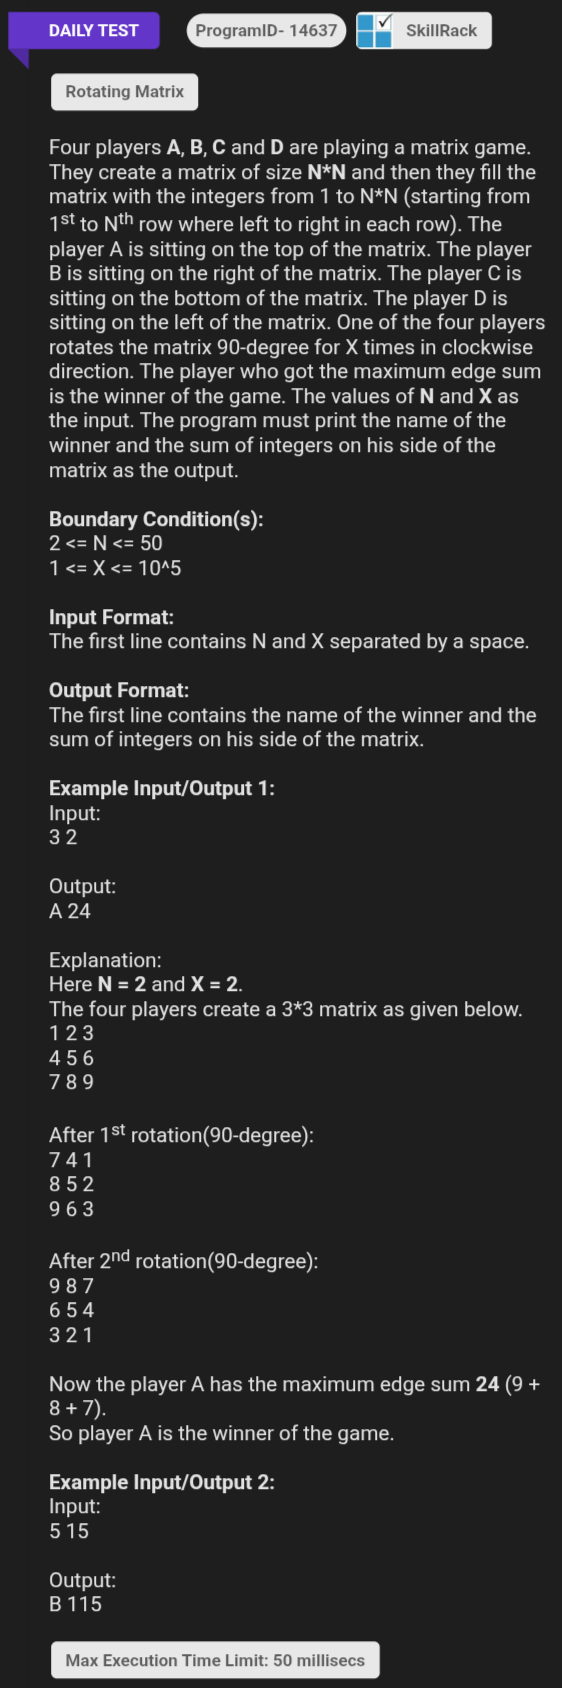 DAILY TEST
ProgramID- 14637
SkillRack
Rotating Matrix
Four players A, B, C and D are playing a matrix game.
They create a matrix of size N*N and then they fill the
matrix with the integers from 1 to N*N (starting from
1st to Nth row where left to right in each row). The
player A is sitting on the top of the matrix. The player
B is sitting on the right of the matrix. The player C is
sitting on the bottom of the matrix. The player D is
sitting on the left of the matrix. One of the four players
rotates the matrix 90-degree for X times in clockwise
direction. The player who got the maximum edge sum
is the winner of the game. The values of N and X as
the input. The program must print the name of the
winner and the sum of integers on his side of the
matrix as the output.
Boundary Condition(s):
2 <= N <= 50
1 <= X <= 10^5
Input Format:
The first line contains N and X separated by a space.
Output Format:
The first line contains the name of the winner and the
sum of integers on his side of the matrix.
Example Input/Output 1:
Input:
3 2
Output:
A 24
Explanation:
Here N = 2 and X = 2.
The four players create a 3*3 matrix as given below.
1 2 3
4 5 6
7 8 9
After 1st rotation(90-degree):
7 4 1
8 5 2
9 6 3
After 2nd rotation(90-degree):
9 8 7
6 5 4
3 2 1
Now the player A has the maximum edge sum 24 (9 +
8 + 7).
So player A is the winner of the game.
Example Input/Output 2:
Input:
5 15
Output:
B 115
Max Execution Time Limit: 50 millisecs